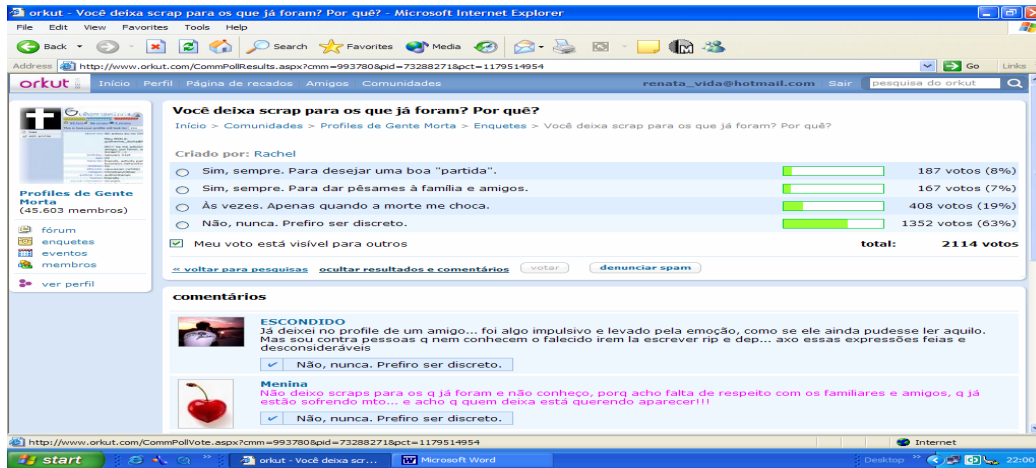 orkut - Você deixa scrap para os que já foram? Por quê? - Microsoft Internet Explorer
File Edit View Favorites Tools Help
Back Search Favorites Media
Address http://www.orkut.com/CommPollResults.aspx?cmm=993780&pid=73288271&pct=1179514954 Go Links
orkut Início Perfil Página de recados Amigos Comunidades renata_vida@hotmail.com Sair pesquisa do orkut
Você deixa scrap para os que já foram? Por quê?
Início > Comunidades > Profiles de Gente Morta > Enquetes > Você deixa scrap para os que já foram? Por quê?
Criado por: Rachel
Sim, sempre. Para desejar uma boa "partida". 187 votos (8%)
Sim, sempre. Para dar pêsames à família e amigos. 167 votos (7%)
Às vezes. Apenas quando a morte me choca. 408 votos (19%)
Não, nunca. Prefiro ser discreto. 1352 votos (63%)
Meu voto está visível para outros total: 2114 votos
« voltar para pesquisas ocultar resultados e comentários votar denunciar spam
Profiles de Gente
Morta
(45.603 membros)
fórum
enquetes
eventos
membros
ver perfil
comentários
ESCONDIDO
Já deixei no profile de um amigo... foi algo impulsivo e levado pela emoção, como se ele ainda pudesse ler aquilo.
Mas sou contra pessoas q nem conhecem o falecido irem la escrever rip e dep... axo essas expressões feias e
desconsideráveis
Não, nunca. Prefiro ser discreto.
Menina
Não deixo scraps para os q já foram e não conheço, porq acho falta de respeito com os familiares e amigos, q já
estão sofrendo mto... e acho q quem deixa está querendo aparecer!!!
Não, nunca. Prefiro ser discreto.
http://www.orkut.com/CommPollVote.aspx?cmm=993780&pid=73288271&pct=1179514954 Internet
start orkut - Você deixa scr... Microsoft Word Desktop 22:00